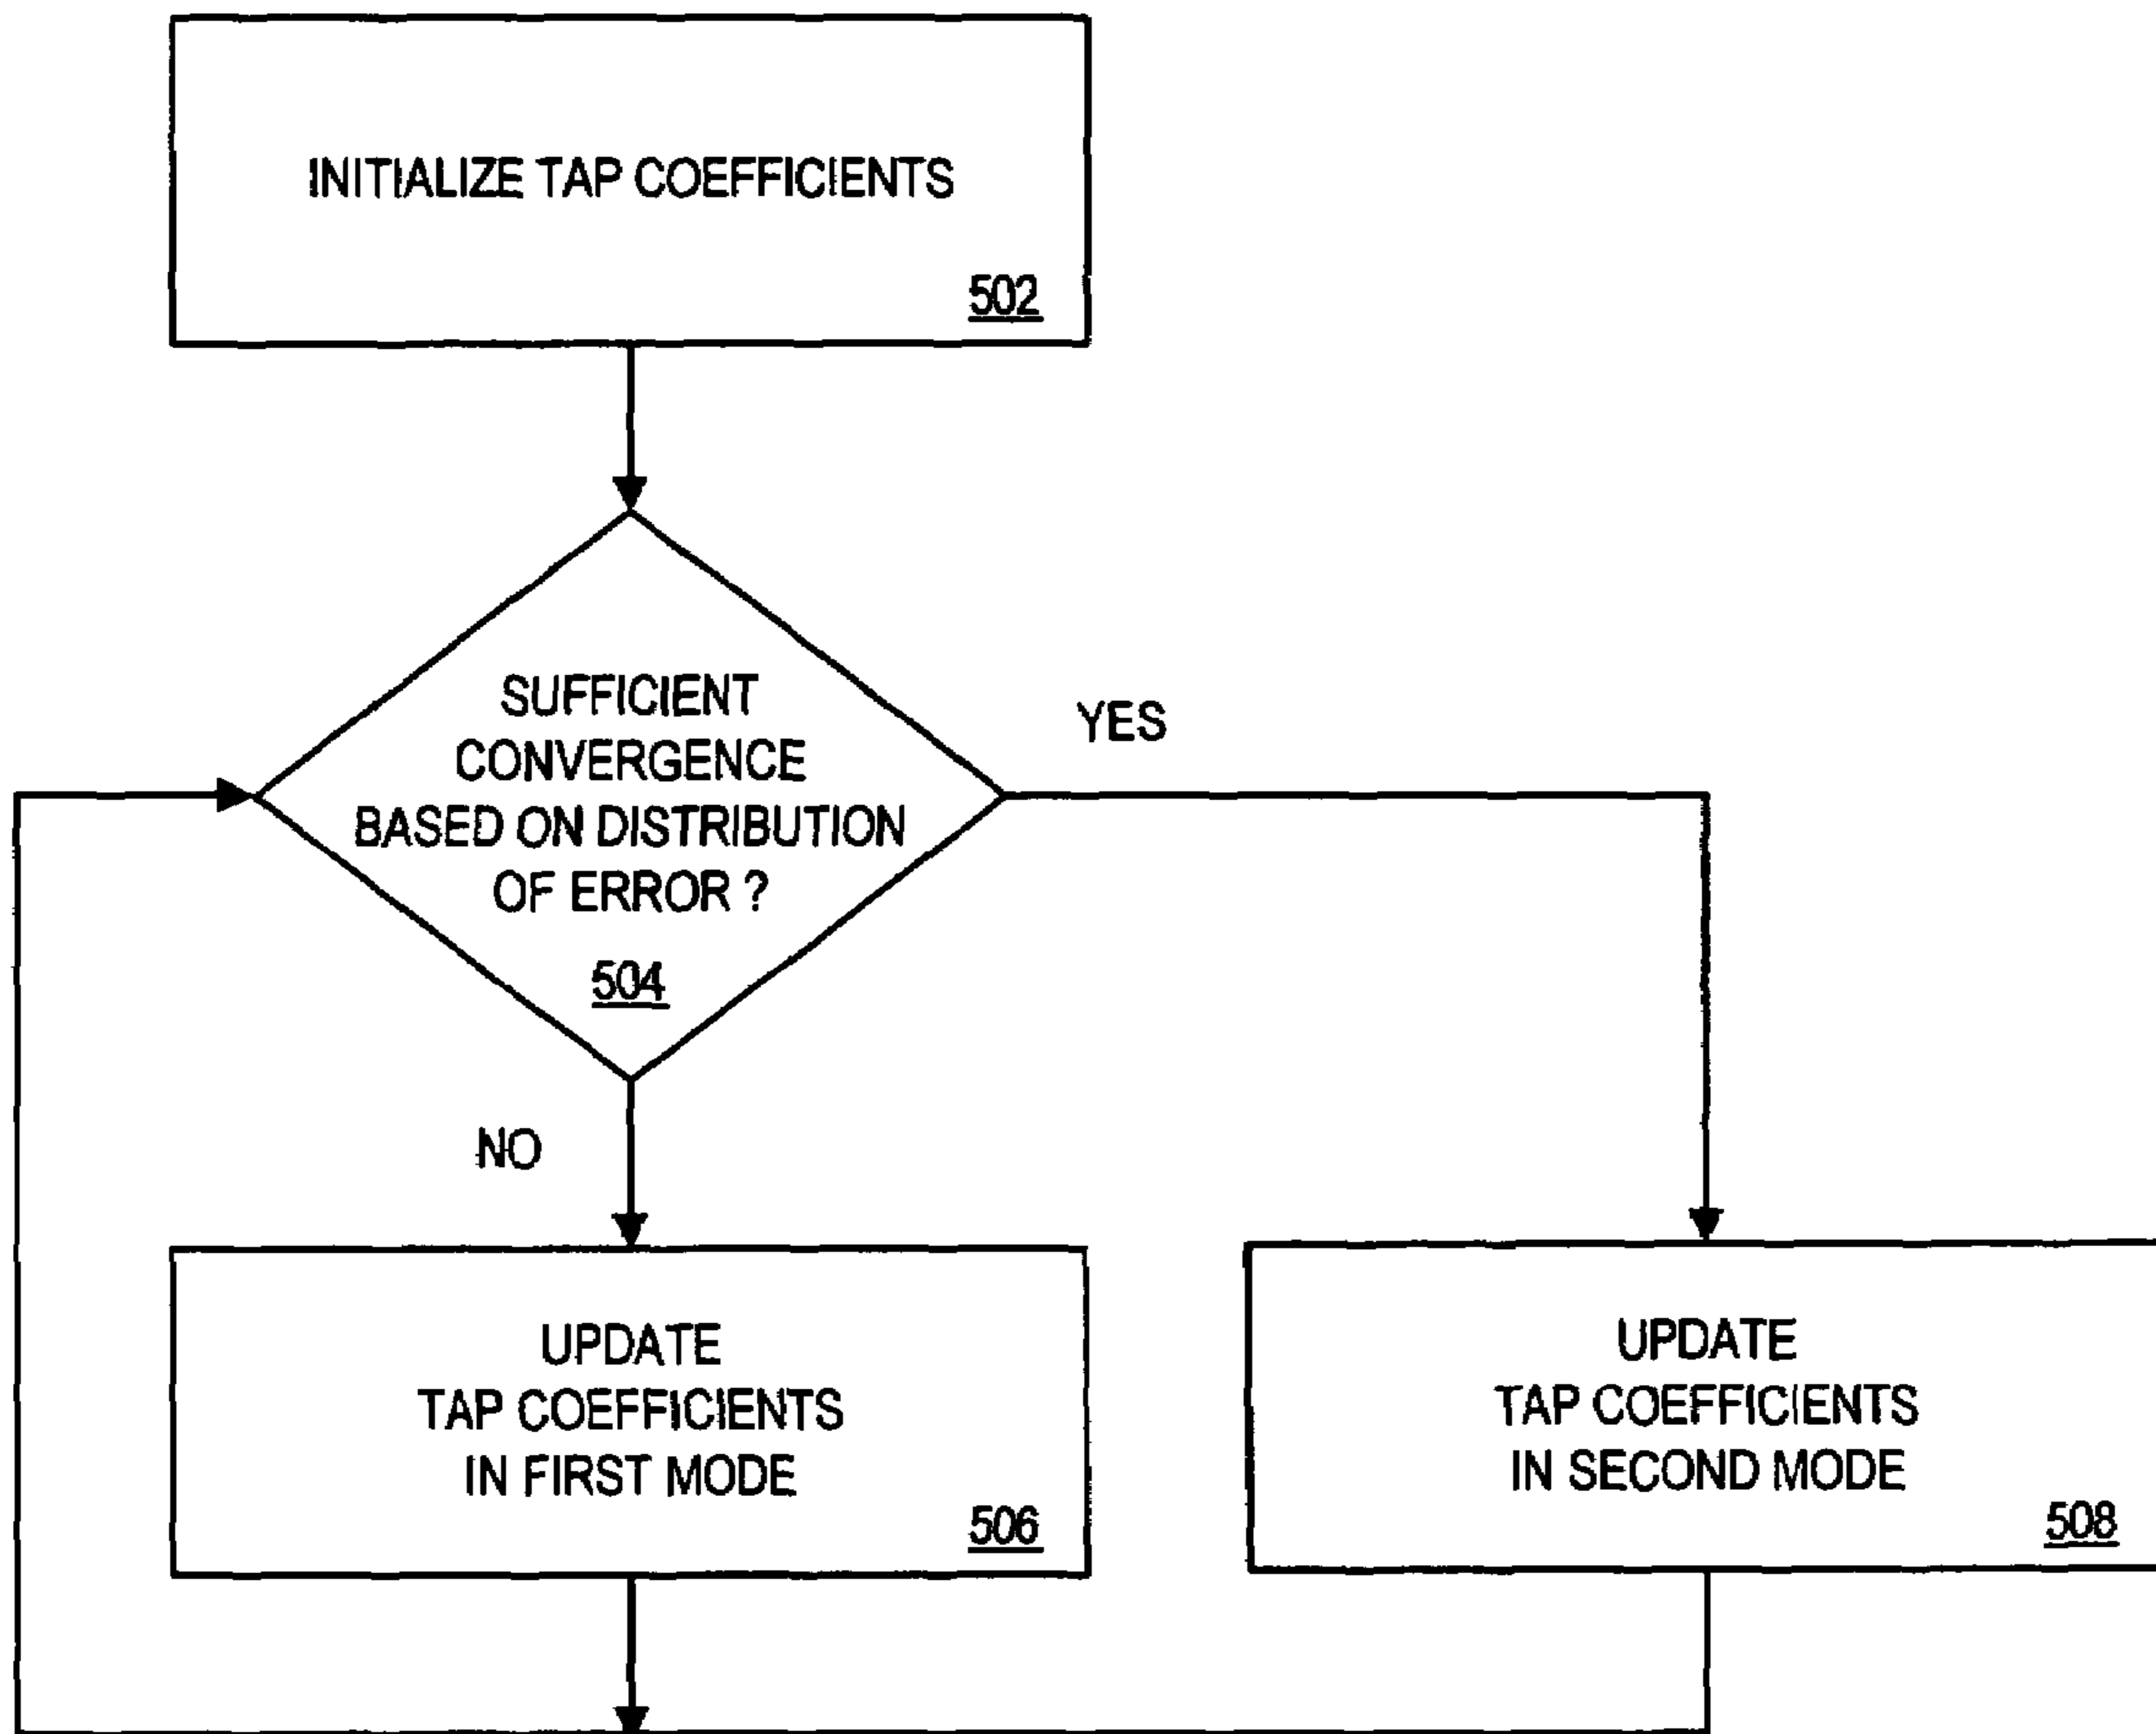 INITIALIZE TAP COEFFICIENTS
502
SUFFICIENT
CONVERGENCE
BASED ON DISTRIBUTION
OF ERROR ?
504
YES
NO
UPDATE
TAP COEFFICIENTS
IN FIRST MODE
506
UPDATE
TAP COEFFICIENTS
IN SECOND MODE
508